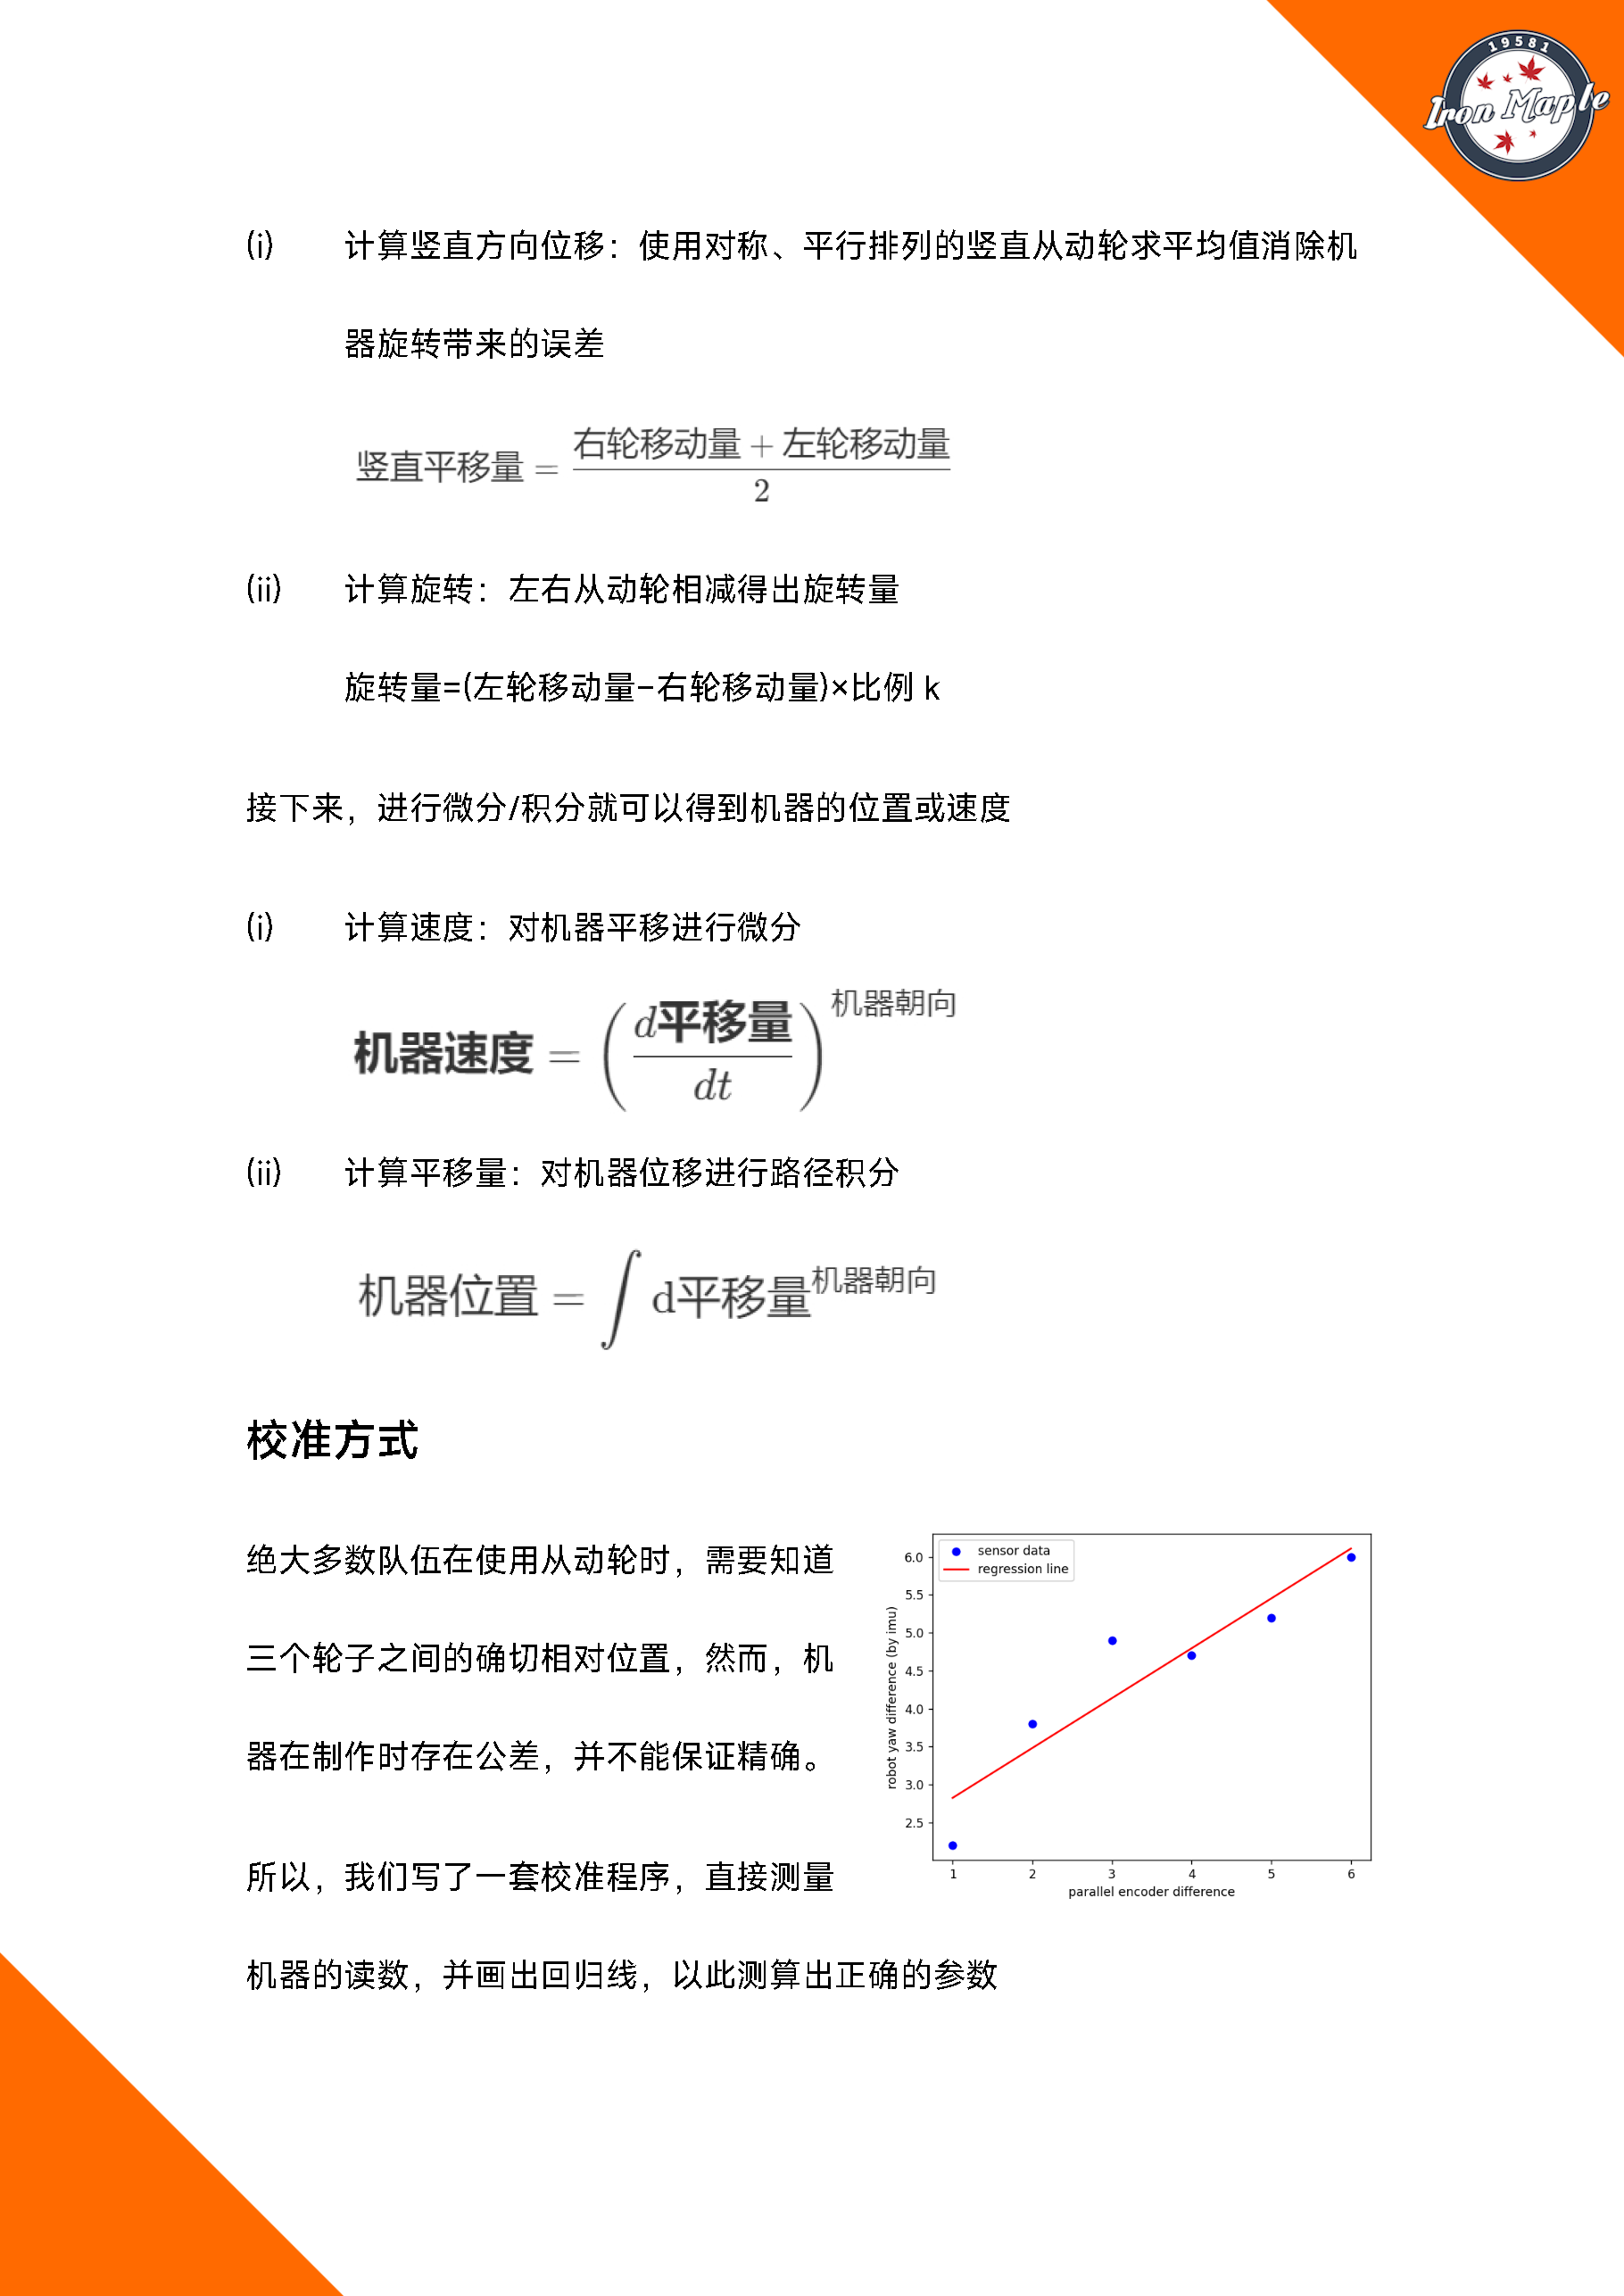 19581
Iron Maple
(i) 计算竖直方向位移：使用对称、平行排列的竖直从动轮求平均值消除机
器旋转带来的误差
竖直平移量 = (右轮移动量 + 左轮移动量) / 2
(ii) 计算旋转：左右从动轮相减得出旋转量
旋转量=(左轮移动量-右轮移动量)×比例 k
接下来，进行微分/积分就可以得到机器的位置或速度
(i) 计算速度：对机器平移进行微分
机器速度 = (d平移量 / dt)^机器朝向
(ii) 计算平移量：对机器位移进行路径积分
机器位置 = ∫ d平移量^机器朝向
校准方式
绝大多数队伍在使用从动轮时，需要知道
三个轮子之间的确切相对位置，然而，机
器在制作时存在公差，并不能保证精确。
所以，我们写了一套校准程序，直接测量
机器的读数，并画出回归线，以此测算出正确的参数
sensor data
regression line
robot yaw difference (by imu)
6.0
5.5
5.0
4.5
4.0
3.5
3.0
2.5
1 2 3 4 5 6
parallel encoder difference